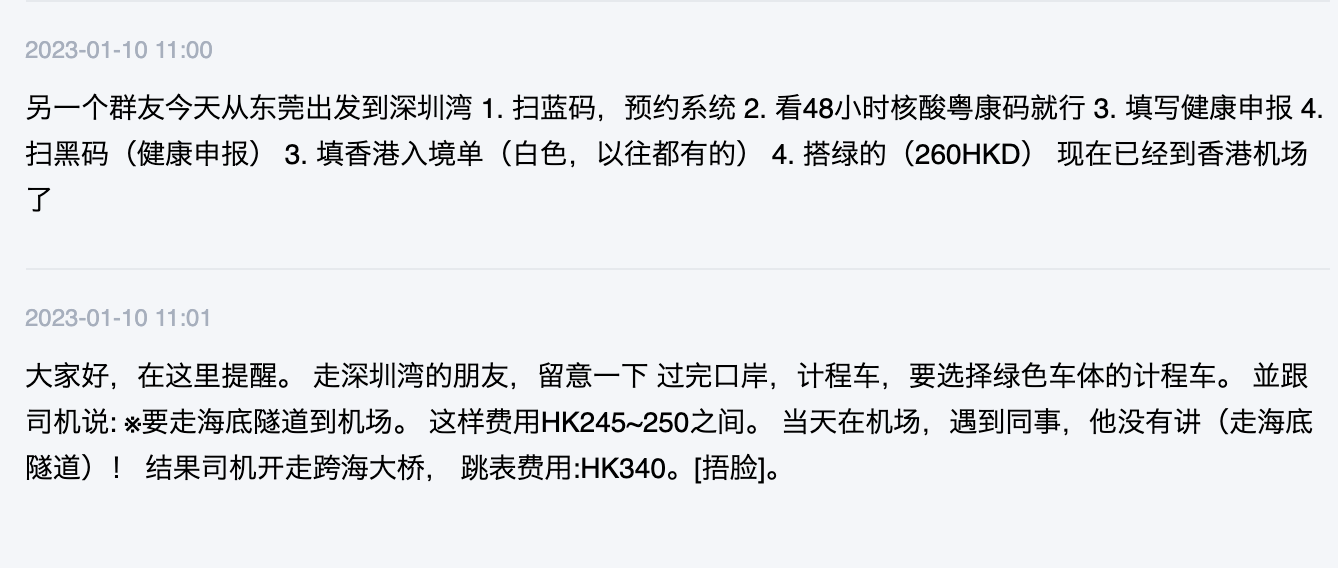 2023-01-10 11:00
另一个群友今天从东莞出发到深圳湾 1. 扫蓝码，预约系统 2. 看48小时核酸粤康码就行 3. 填写健康申报 4.
扫黑码（健康申报） 3. 填香港入境单（白色，以往都有的） 4. 搭绿的（260HKD） 现在已经到香港机场
了
2023-01-10 11:01
大家好，在这里提醒。 走深圳湾的朋友，留意一下 过完口岸，计程车，要选择绿色车体的计程车。 並跟
司机说: ※要走海底隧道到机场。 这样费用HK245~250之间。 当天在机场，遇到同事，他没有讲（走海底
隧道）！ 结果司机开走跨海大桥， 跳表费用:HK340。[捂脸]。